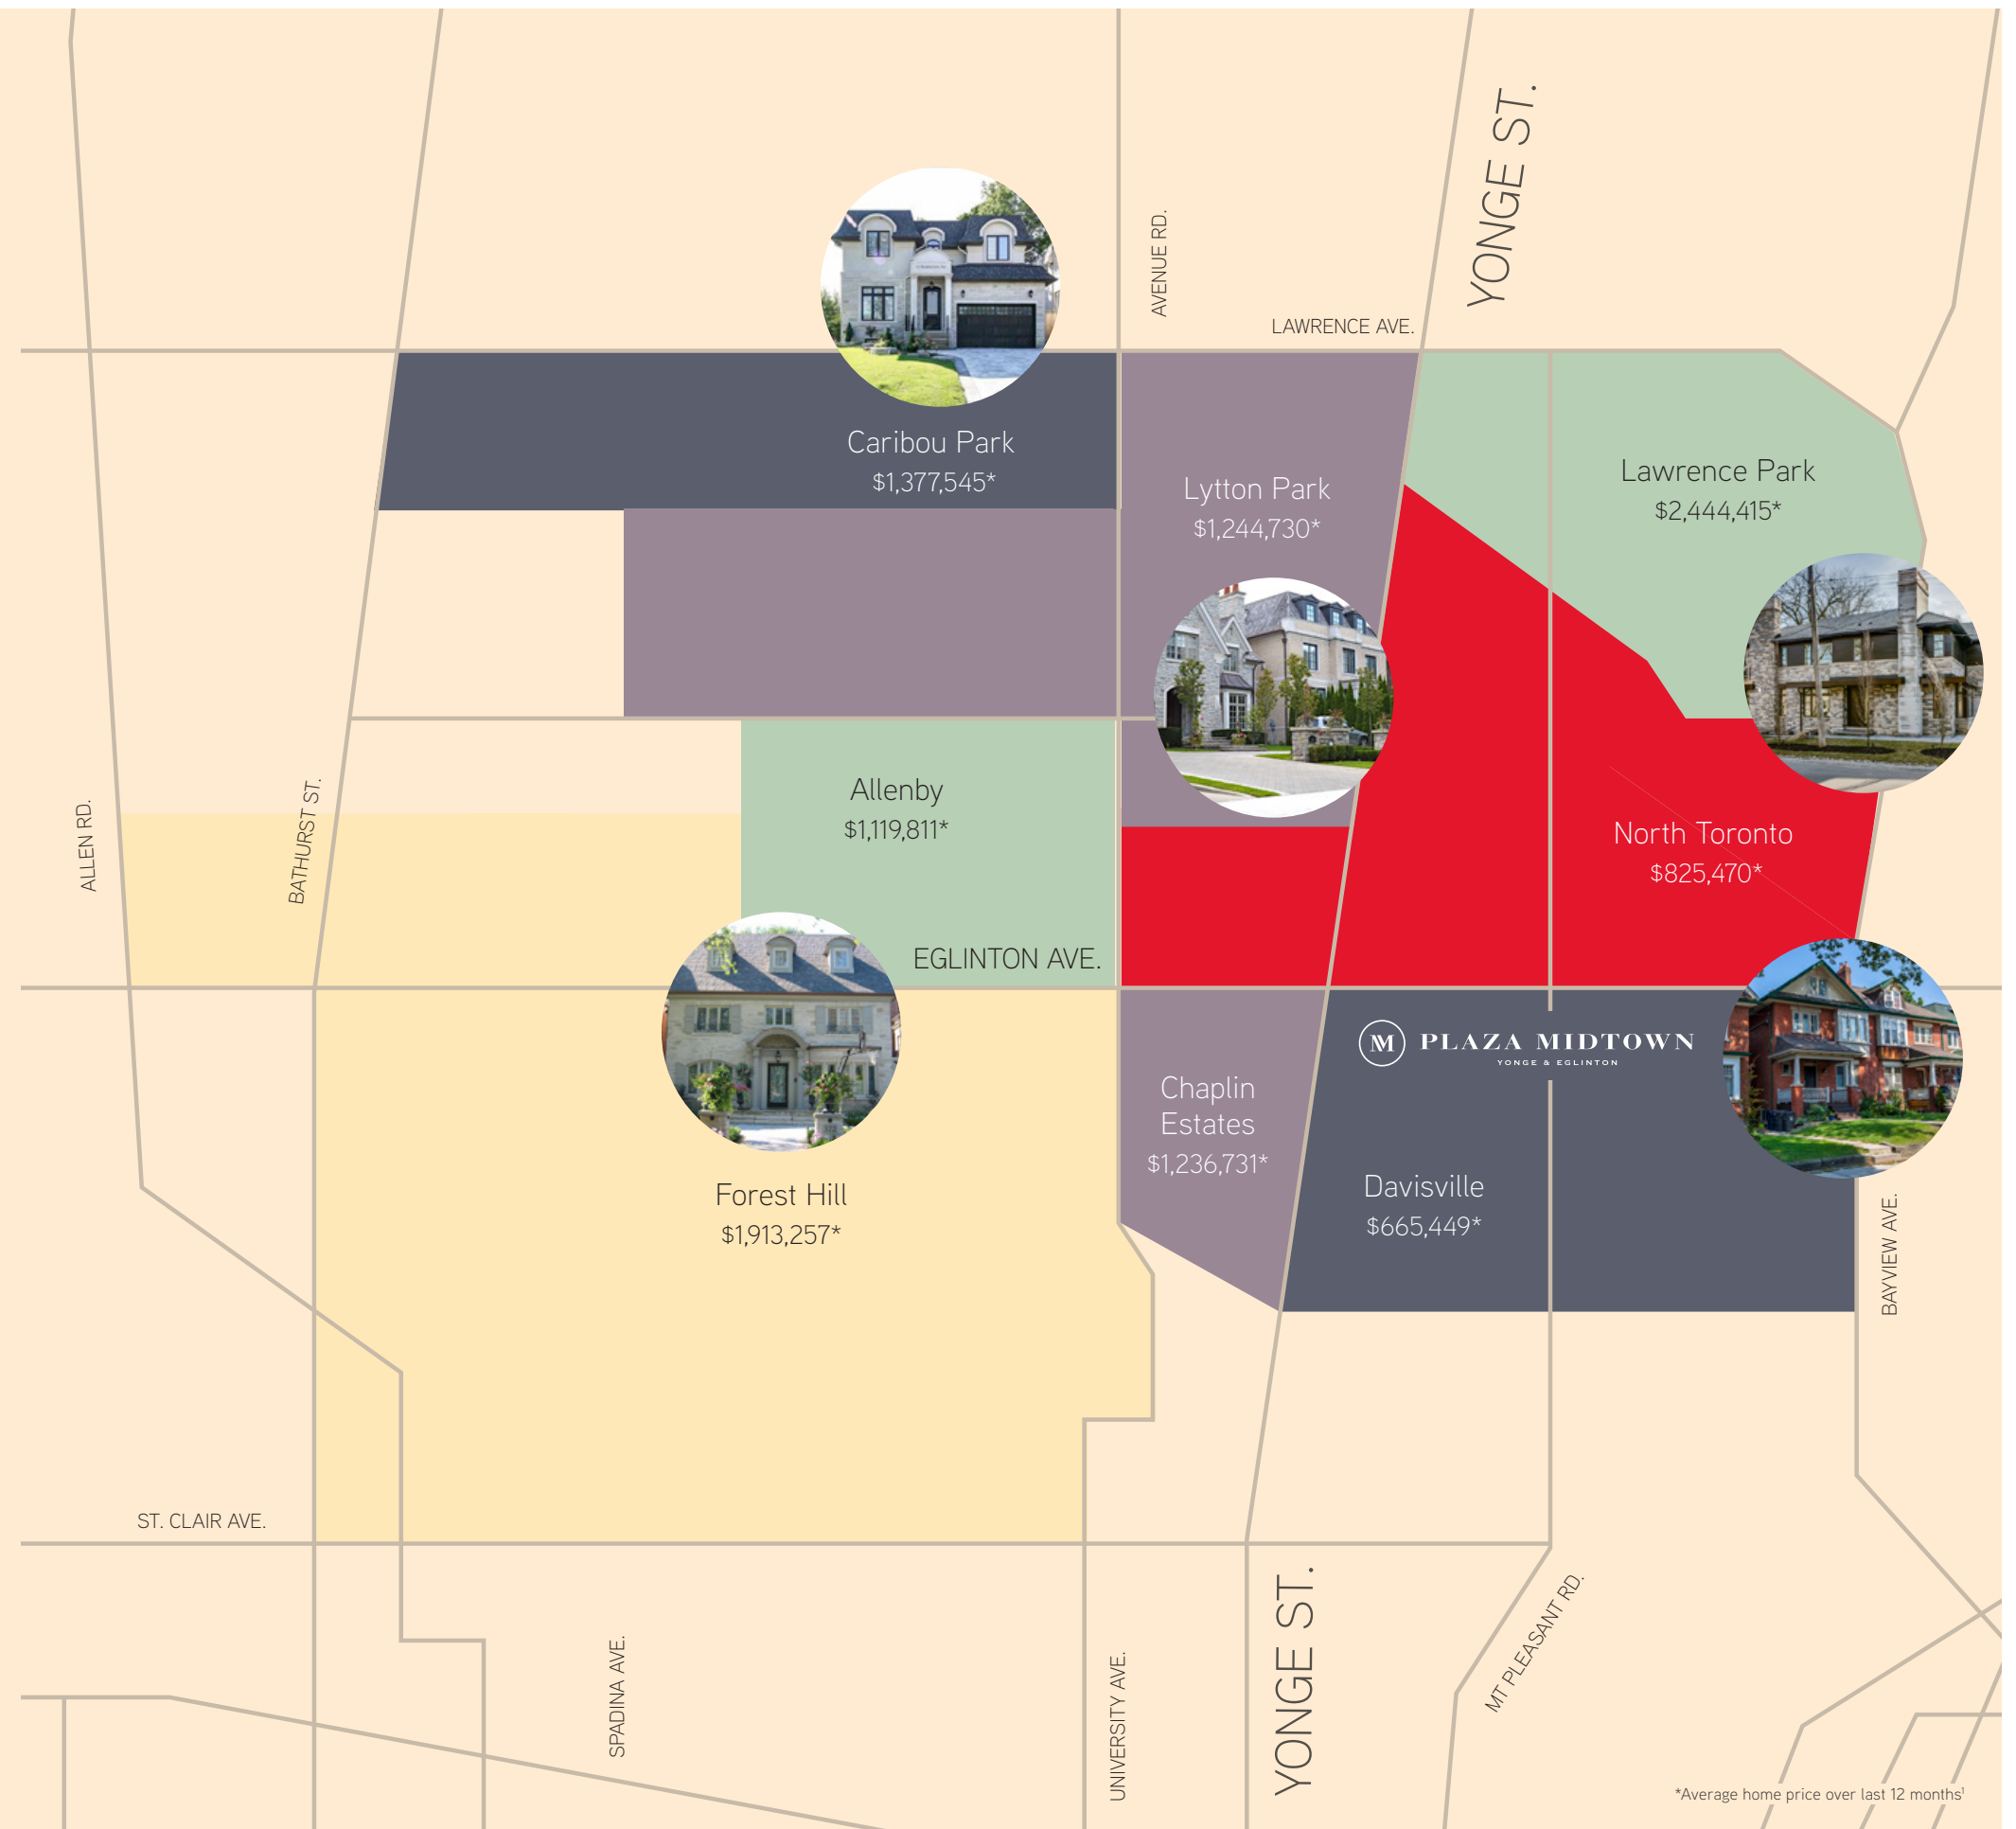 YONGE ST.
AVENUE RD.
LAWRENCE AVE.
Caribou Park
$1,377,545*
Lytton Park
$1,244,730*
Lawrence Park
$2,444,415*
ALLEN RD.
BATHURST ST.
Allenby
$1,119,811*
North Toronto
$825,470*
EGLINTON AVE.
M PLAZA MIDTOWN
YONGE & EGLINTON
Chaplin
Estates
$1,236,731*
Davisville
$665,449*
Forest Hill
$1,913,257*
BAYVIEW AVE.
ST. CLAIR AVE.
SPADINA AVE.
UNIVERSITY AVE.
YONGE ST.
MT PLEASANT RD.
*Average home price over last 12 months¹